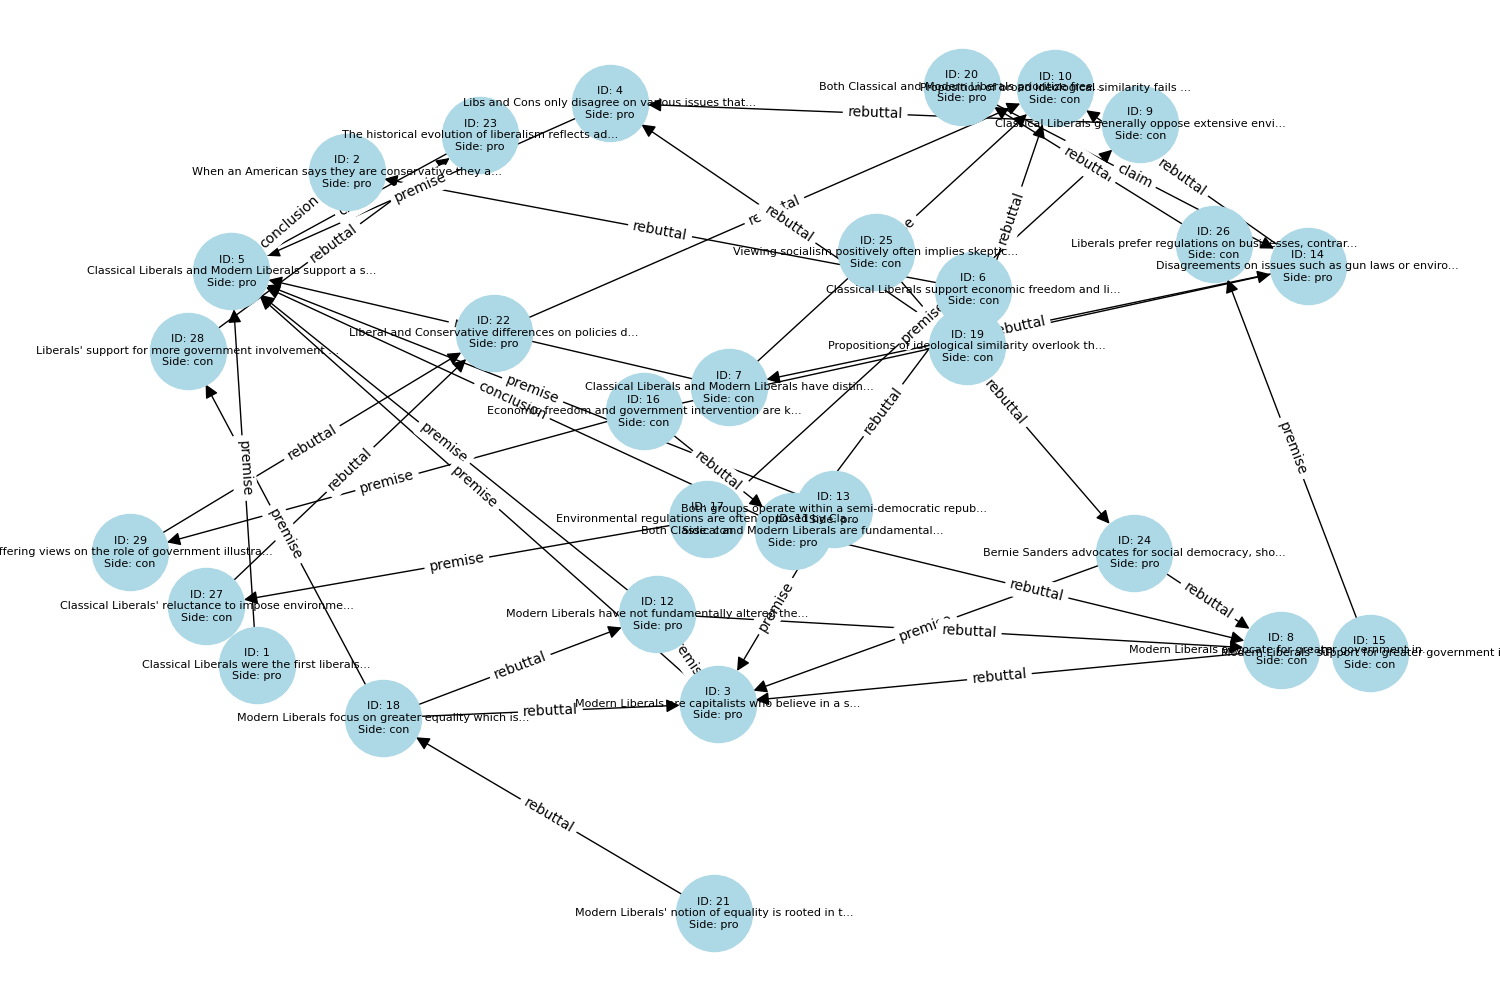 ID: 20
Both Classical and Modern Liberals prioritize free...
Side: pro
ID: 10
Proposition of broad ideological similarity fails ...
Side: con
ID: 4
Libs and Cons only disagree on various issues that...
Side: pro
ID: 9
Classical Liberals generally oppose extensive envi...
Side: con
ID: 23
The historical evolution of liberalism reflects ad...
Side: pro
ID: 2
When an American says they are conservative they a...
Side: pro
ID: 26
Liberals prefer regulations on businesses, contrar...
Side: con
ID: 25
Viewing socialism positively often implies skeptic...
Side: con
ID: 14
Disagreements on issues such as gun laws or enviro...
Side: pro
ID: 5
Classical Liberals and Modern Liberals support a s...
Side: pro
ID: 6
Classical Liberals support economic freedom and li...
Side: con
ID: 22
Liberal and Conservative differences on policies d...
Side: pro
ID: 19
Propositions of ideological similarity overlook th...
Side: con
ID: 28
Liberals' support for more government involvement ...
Side: con
ID: 7
Classical Liberals and Modern Liberals have distin...
Side: con
ID: 16
Economic freedom and government intervention are k...
Side: con
ID: 13
Both groups operate within a semi-democratic repub...
Side: pro
ID: 17
Environmental regulations are often opposed by Cla...
Side: con
ID: 11
Both Classical and Modern Liberals are fundamental...
Side: pro
ID: 29
ffering views on the role of government illustra...
Side: con
ID: 24
Bernie Sanders advocates for social democracy, sho...
Side: pro
ID: 27
Classical Liberals' reluctance to impose environme...
Side: con
ID: 12
Modern Liberals have not fundamentally altered the...
Side: pro
ID: 1
Classical Liberals were the first liberals...
Side: pro
ID: 8
Modern Liberals advocate for greater government in...
Side: con
ID: 15
Modern Liberals' support for greater government i
Side: con
ID: 3
Modern Liberals are capitalists who believe in a s...
Side: pro
ID: 18
Modern Liberals focus on greater equality which is...
Side: con
ID: 21
Modern Liberals' notion of equality is rooted in t...
Side: pro
rebuttal
rebuttal
claim
rebuttal
premise
conclusion
rebuttal
rebuttal
rebuttal
rebuttal
rebuttal
premise
premise
conclusion
rebuttal
rebuttal
rebuttal
rebuttal
premise
premise
premise
premise
rebuttal
premise
premise
premise
premise
rebuttal
rebuttal
rebuttal
rebuttal
rebuttal
rebuttal
rebuttal